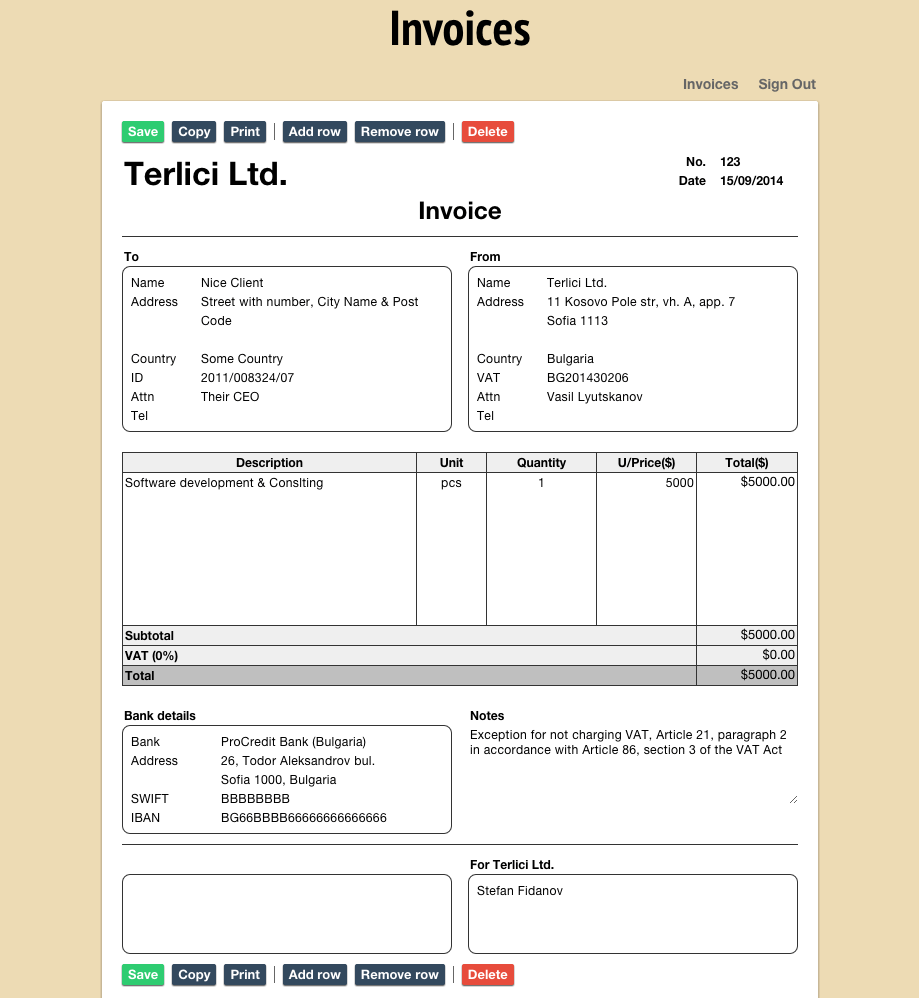 Invoices
Invoices Sign Out
Save Copy Print Add row Remove row Delete
Terlici Ltd.
No. 123
Date 15/09/2014
Invoice
To
Name Nice Client
Address Street with number, City Name & Post
Code
Country Some Country
ID 2011/008324/07
Attn Their CEO
Tel
From
Name Terlici Ltd.
Address 11 Kosovo Pole str, vh. A, app. 7
Sofia 1113
Country Bulgaria
VAT BG201430206
Attn Vasil Lyutskanov
Tel
Description Unit Quantity U/Price($) Total($)
Software development & Conslting pcs 1 5000 $5000.00
Subtotal $5000.00
VAT (0%) $0.00
Total $5000.00
Bank details
Bank ProCredit Bank (Bulgaria)
Address 26, Todor Aleksandrov bul.
Sofia 1000, Bulgaria
SWIFT BBBBBBBB
IBAN BG66BBBB66666666666666
Notes
Exception for not charging VAT, Article 21, paragraph 2
in accordance with Article 86, section 3 of the VAT Act
For Terlici Ltd.
Stefan Fidanov
Save Copy Print Add row Remove row Delete